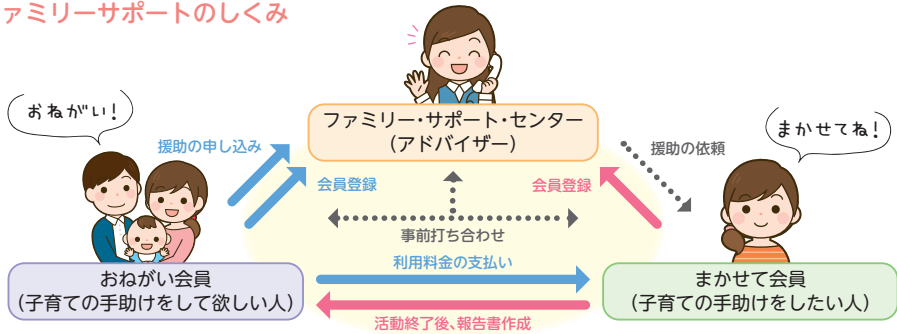 ァミリーサポートのしくみ
おねがい!
ファミリー・サポート・センター
(アドバイザー)
まかせてね!
援助の申し込み
援助の依頼
会員登録
会員登録
事前打ち合わせ
おねがい会員
(子育ての手助けをして欲しい人)
利用料金の支払い
まかせて会員
(子育ての手助けをしたい人)
活動終了後、報告書作成